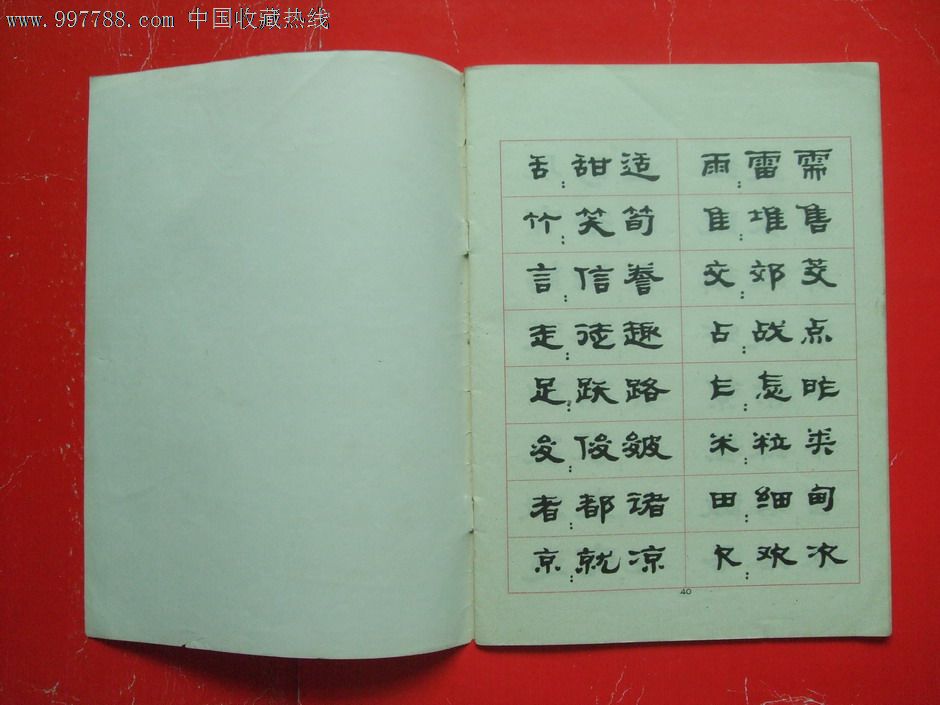 www.997788.com 中国收藏热线
舌：甜适 雨：雷需
竹：笑筍 隹：堆售
言：信誊 交：郊茭
走：徒趣 占：战点
足：跃路 乍：怎昨
夋：俊皴 米：粒类
者：都诸 田：细甸
京：就凉 欠：欢次
40